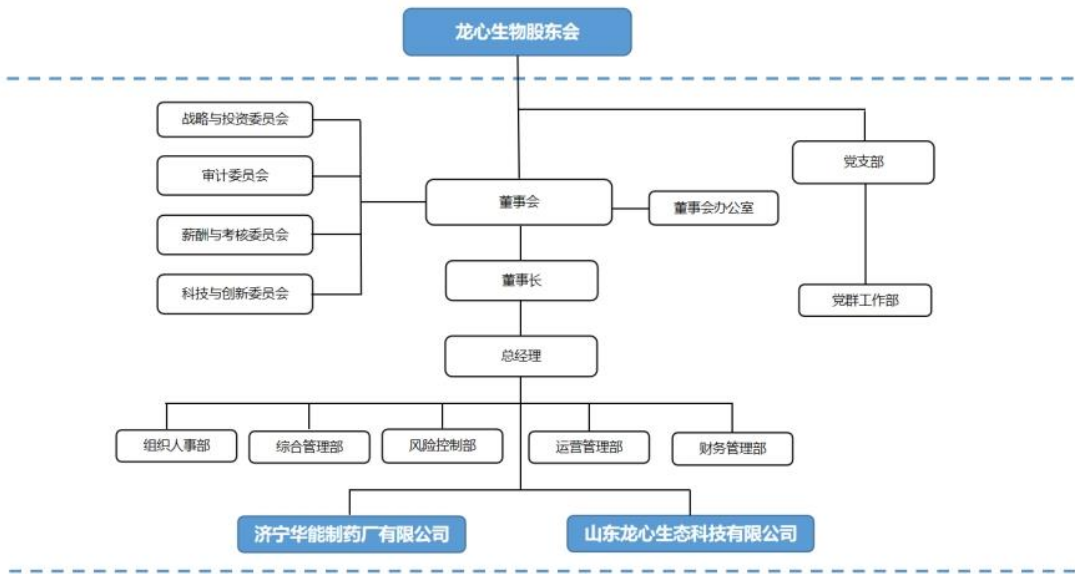 龙心生物股东会
战略与投资委员会
审计委员会
薪酬与考核委员会
科技与创新委员会
董事会
董事会办公室
党支部
董事长
党群工作部
总经理
组织人事部
综合管理部
风险控制部
运营管理部
财务管理部
济宁华能制药厂有限公司
山东龙心生态科技有限公司